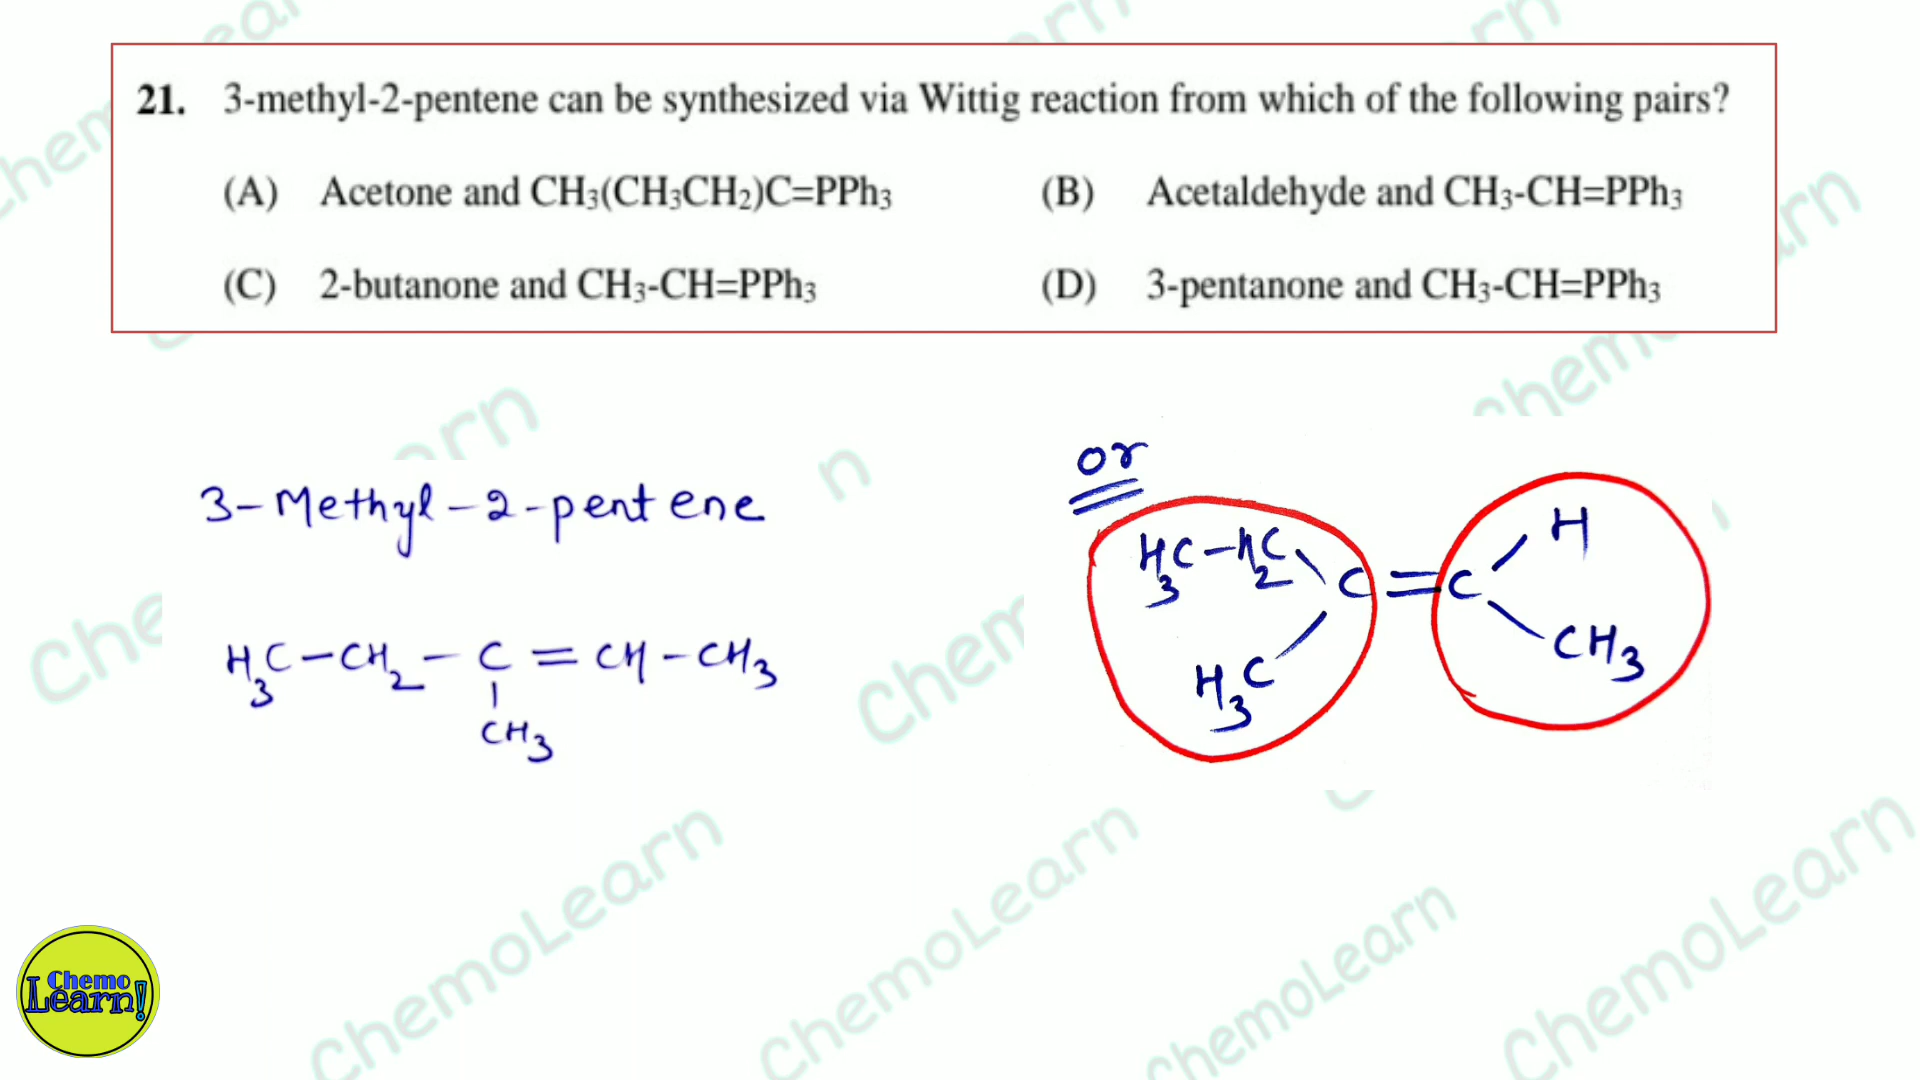 21. 3-methyl-2-pentene can be synthesized via Wittig reaction from which of the following pairs?
(A) Acetone and CH₃(CH₃CH₂)C=PPh₃ (B) Acetaldehyde and CH₃-CH=PPh₃
(C) 2-butanone and CH₃-CH=PPh₃ (D) 3-pentanone and CH₃-CH=PPh₃
3-Methyl-2-pentene
H₃C-CH₂-C=CH-CH₃
CH₃
or
H₃C-H₂C C=C H
H₃C CH₃
Chemo
Learn!
ChemoLearn
ChemoLearn
ChemoLearn
ChemoLearn